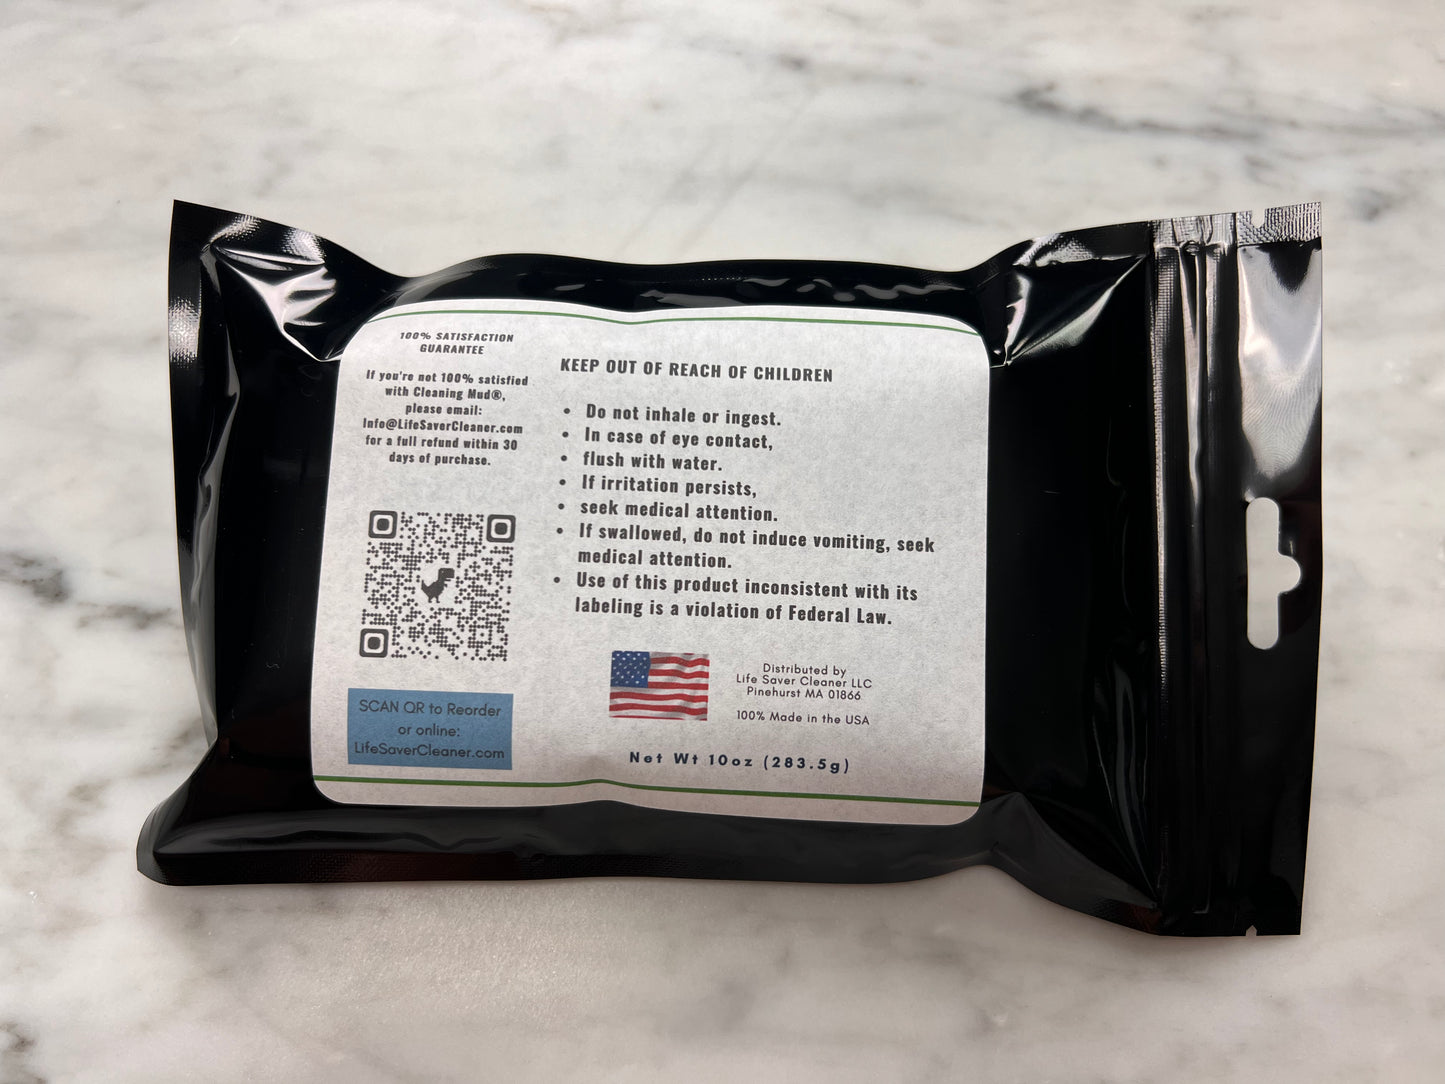 100% SATISFACTION
GUARANTEE
If you're not 100% satisfied
with Cleaning Mud®,
please email:
Info@LifeSaverCleaner.com
for a full refund within 30
days of purchase.
SCAN QR to Reorder
or online:
LifeSaverCleaner.com
KEEP OUT OF REACH OF CHILDREN
• Do not inhale or ingest.
• In case of eye contact,
• flush with water.
• If irritation persists,
• seek medical attention.
• If swallowed, do not induce vomiting, seek
medical attention.
• Use of this product inconsistent with its
labeling is a violation of Federal Law.
Distributed by
Life Saver Cleaner LLC
Pinehurst MA 01866
100% Made in the USA
Net Wt 10oz (283.5g)